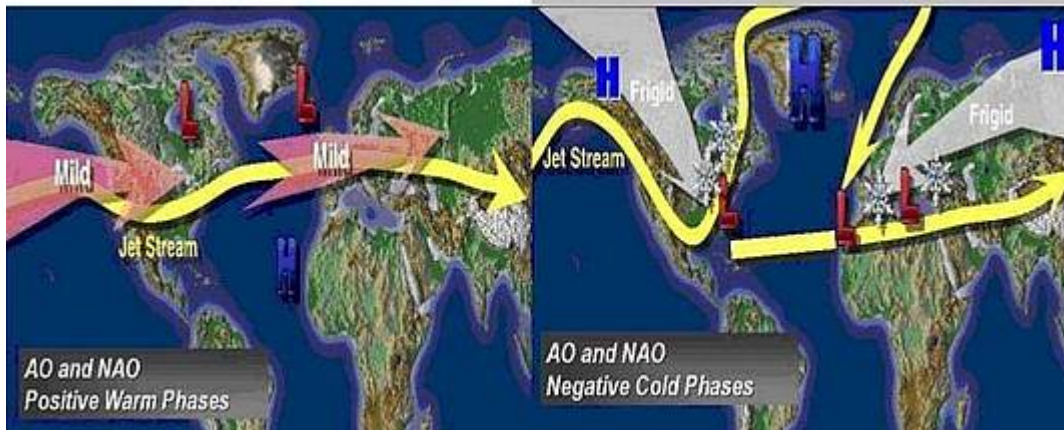 L
L
Mild
Mild
Jet Stream
H
AO and NAO
Positive Warm Phases
H
Frigid
H
H
Frigid
Jet Stream
L
L
L
AO and NAO
Negative Cold Phases